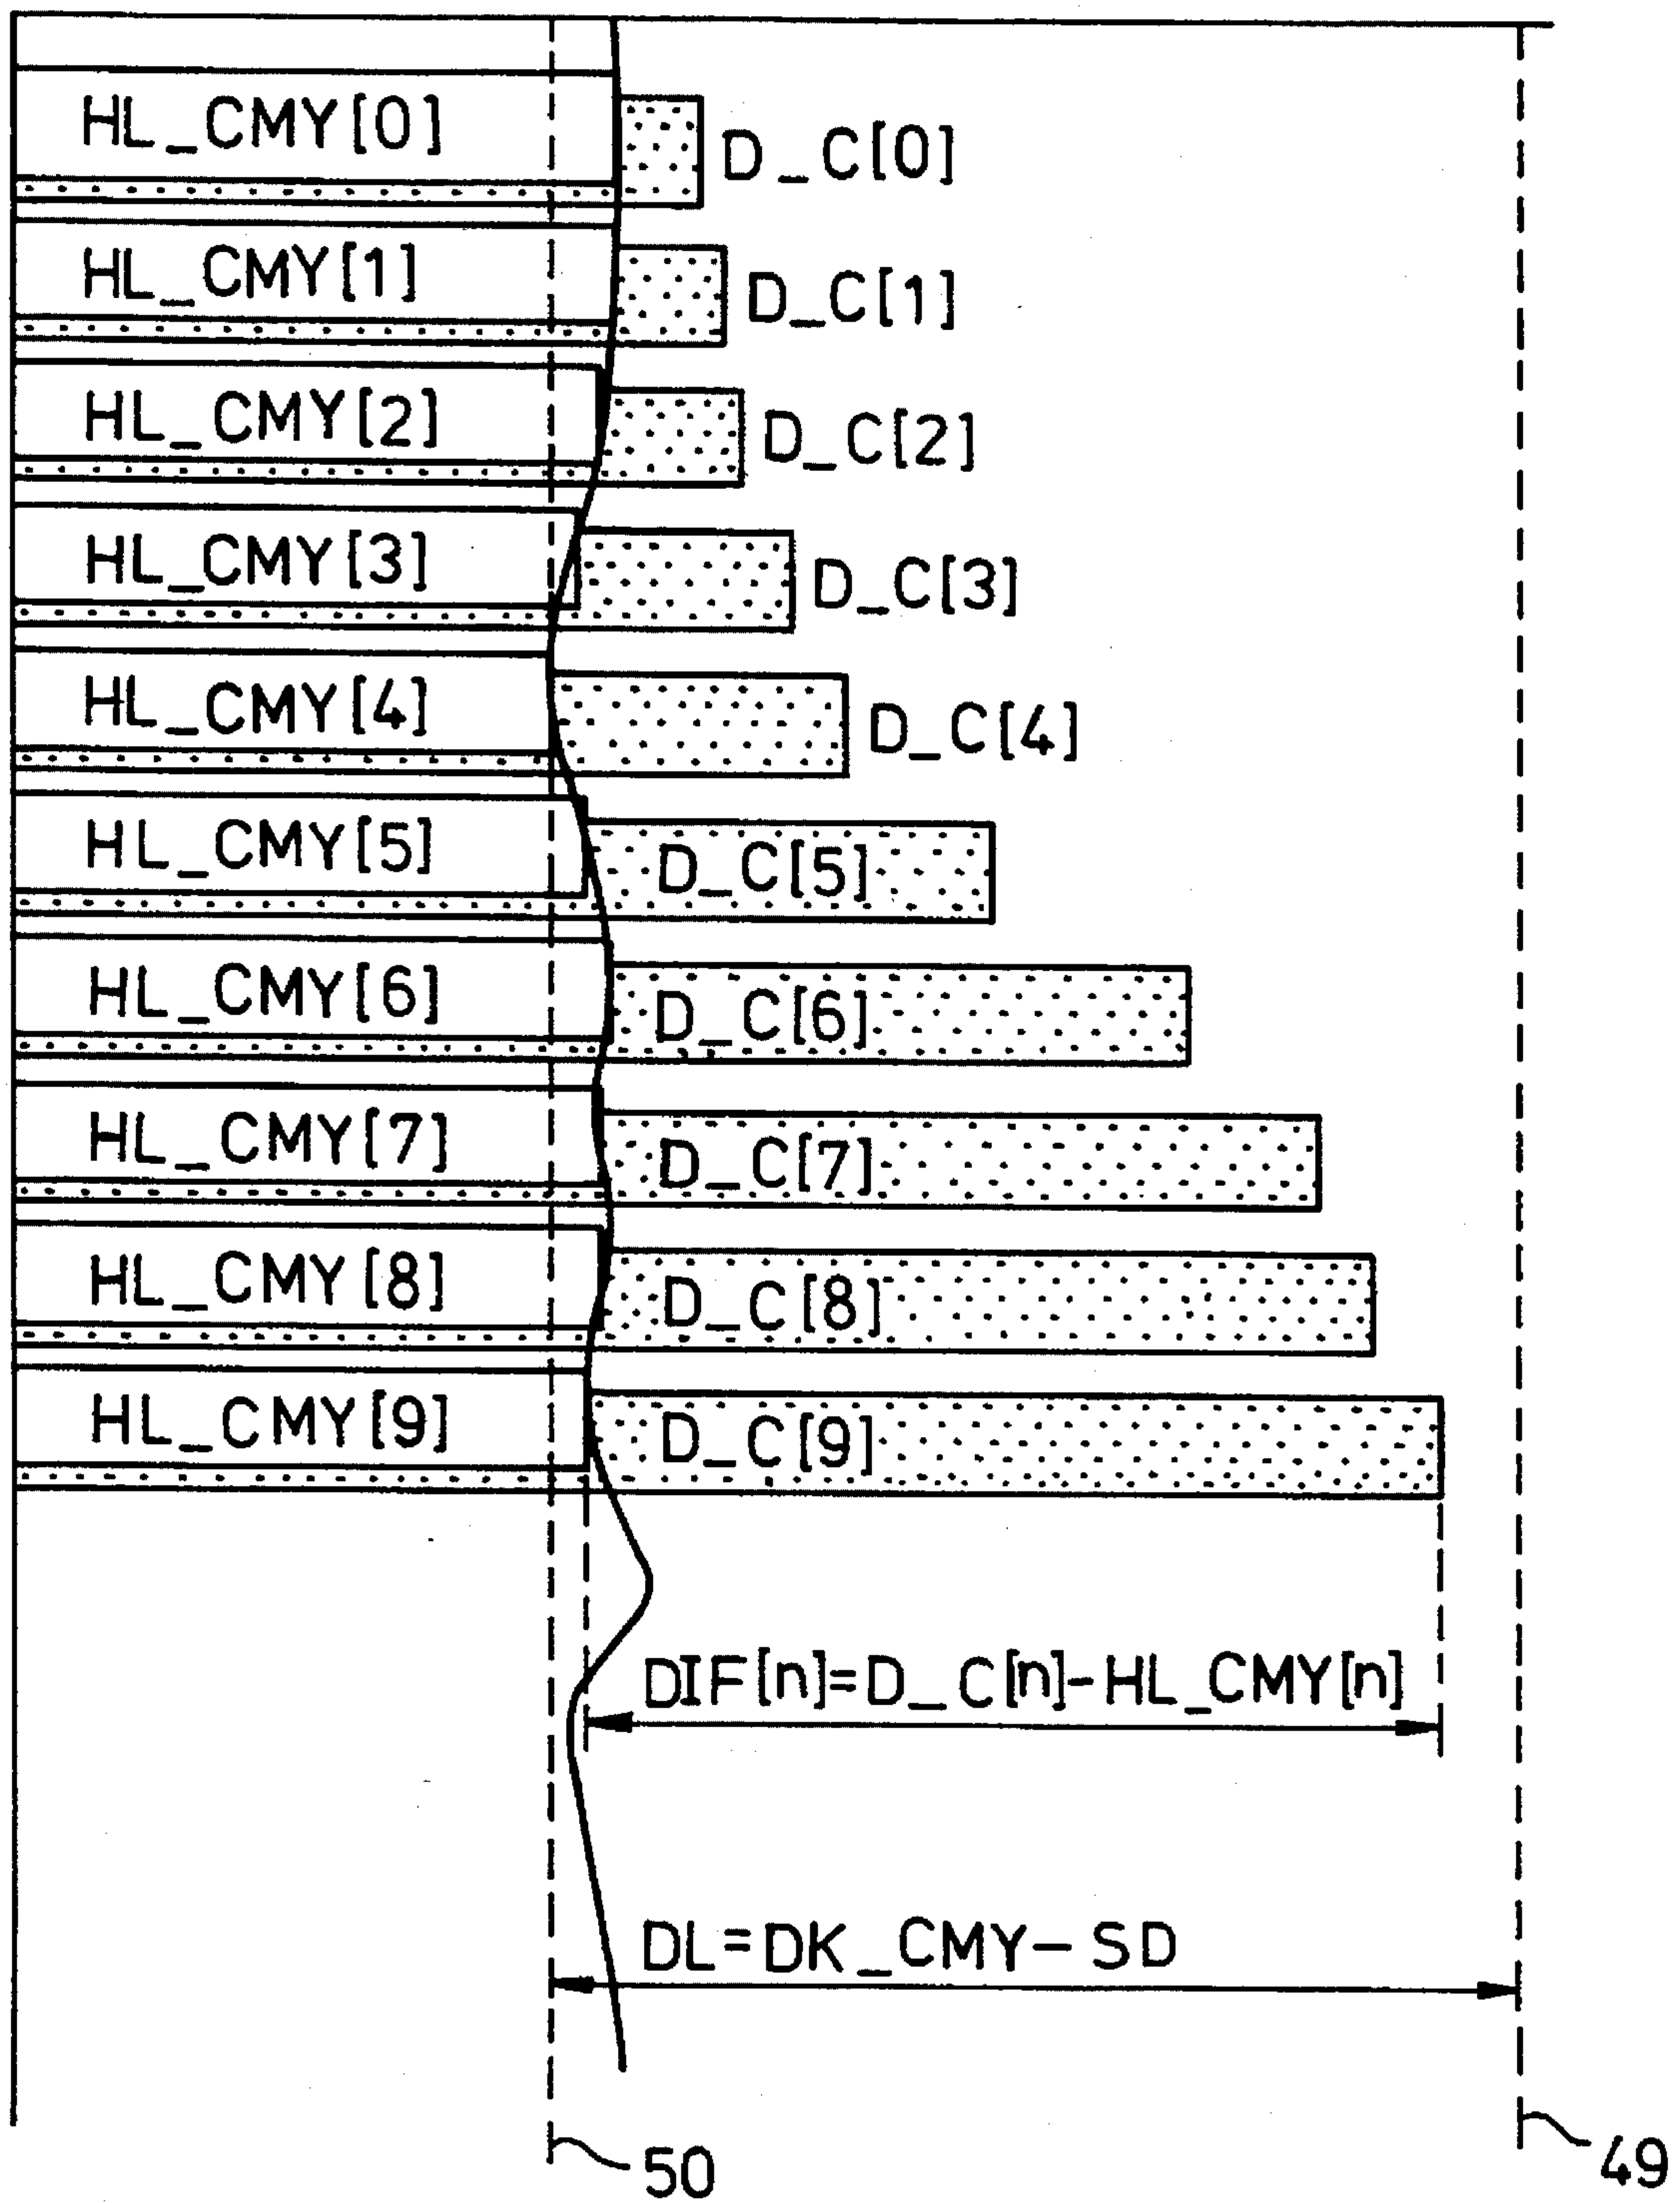 HL_CMY[0]
D_C[0]
HL_CMY[1]
D_C[1]
HL_CMY[2]
D_C[2]
HL_CMY[3]
D_C[3]
HL_CMY[4]
D_C[4]
HL_CMY[5]
D_C[5]
HL_CMY[6]
D_C[6]
HL_CMY[7]
D_C[7]
HL_CMY[8]
D_C[8]
HL_CMY[9]
D_C[9]
DIF[n]=D_C[n]-HL_CMY[n]
DL=DK_CMY-SD
50
49